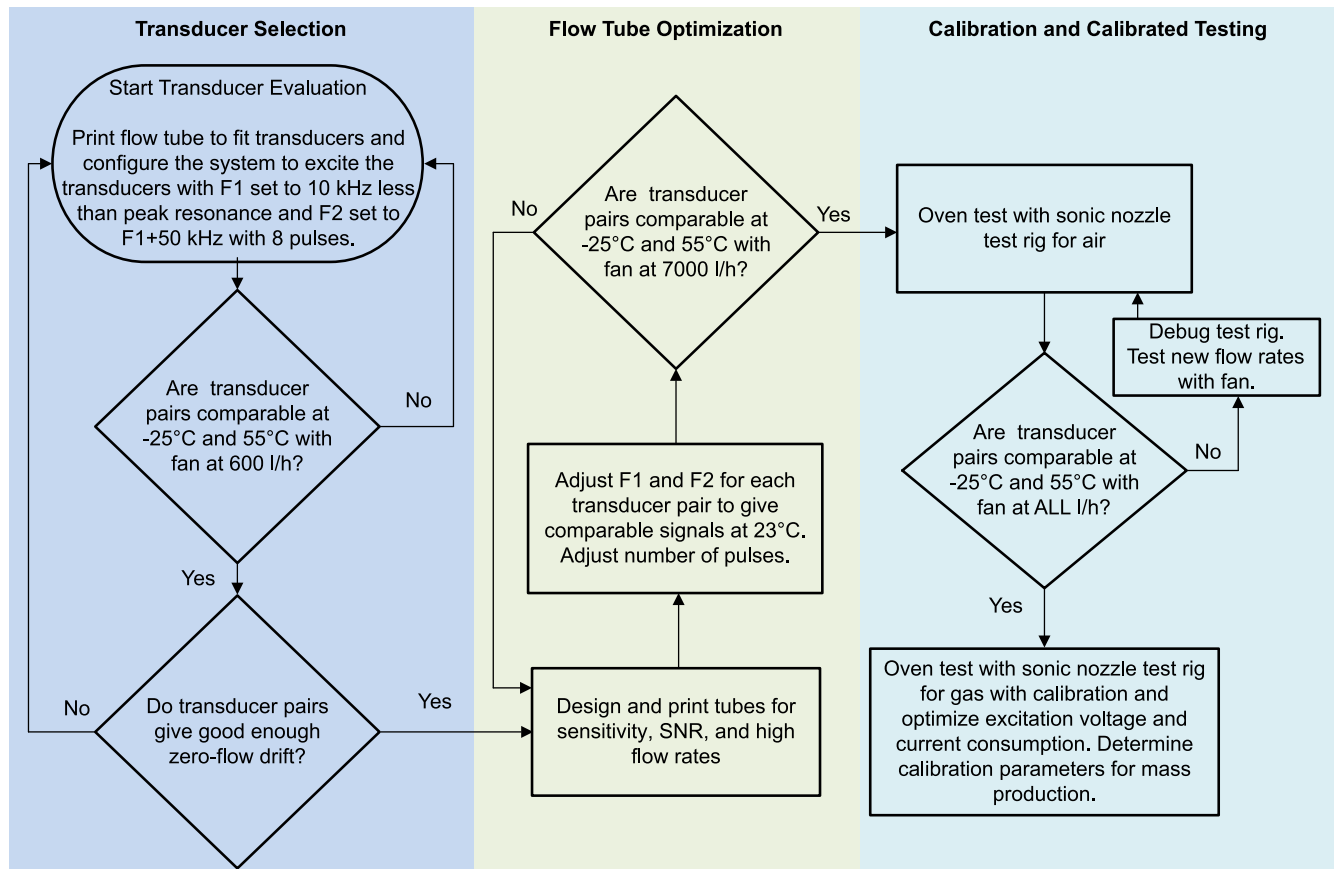 Transducer Selection
Start Transducer Evaluation
Print flow tube to fit transducers and
configure the system to excite the
transducers with F1 set to 10 kHz less
than peak resonance and F2 set to
F1+50 kHz with 8 pulses.
Are transducer
pairs comparable at
-25°C and 55°C with
fan at 600 l/h?
No
Yes
Do transducer pairs
give good enough
zero-flow drift?
No
Yes
Flow Tube Optimization
Are transducer
pairs comparable at
-25°C and 55°C with
fan at 7000 l/h?
No
Yes
Adjust F1 and F2 for each
transducer pair to give
comparable signals at 23°C.
Adjust number of pulses.
Design and print tubes for
sensitivity, SNR, and high
flow rates
Calibration and Calibrated Testing
Oven test with sonic nozzle
test rig for air
Debug test rig.
Test new flow rates
with fan.
Are transducer
pairs comparable at
-25°C and 55°C with
fan at ALL l/h?
No
Yes
Oven test with sonic nozzle test rig
for gas with calibration and
optimize excitation voltage and
current consumption. Determine
calibration parameters for mass
production.